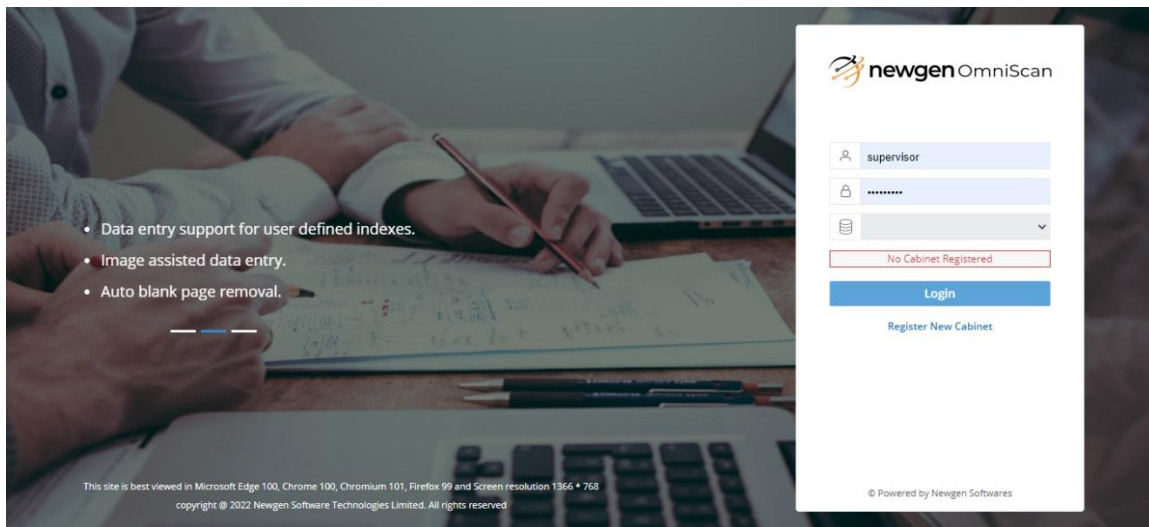 newgen OmniScan
supervisor
•••••••••
No Cabinet Registered
Login
Register New Cabinet
© Powered by Newgen Softwares
• Data entry support for user defined indexes.
• Image assisted data entry.
• Auto blank page removal.
This site is best viewed in Microsoft Edge 100, Chrome 100, Chromium 101, Firefox 99 and Screen resolution 1366 * 768
copyright @ 2022 Newgen Software Technologies Limited. All rights reserved